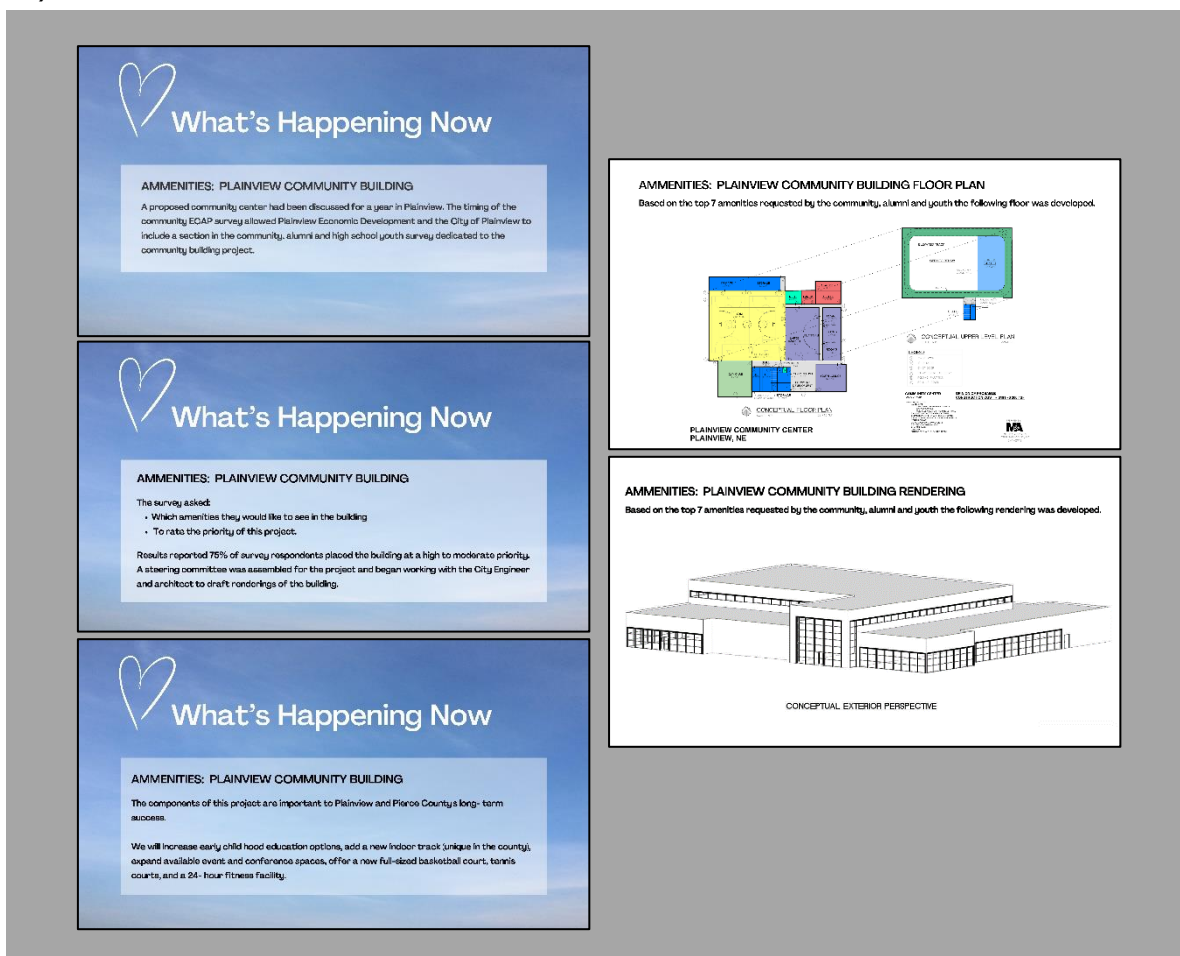 What's Happening Now
AMMENITIES: PLAINVIEW COMMUNITY BUILDING
A proposed community center had been discussed for a year in Plainview. The timing of the
community ECAP survey allowed Plainview Economic Development and the City of Plainview to
include a section in the community, alumni and high school youth survey dedicated to the
community building project.
What's Happening Now
AMMENITIES: PLAINVIEW COMMUNITY BUILDING
The survey asked:
• Which amenities they would like to see in the building
• To rate the priority of this project.
Results reported 75% of survey respondents placed the building at a high to moderate priority.
A steering committee was assembled for the project and began working with the City Engineer
and architect to draft renderings of the building.
What's Happening Now
AMMENITIES: PLAINVIEW COMMUNITY BUILDING
The components of this project are important to Plainview and Pierce County's long- term
success.
We will increase early child hood education options, add a new indoor track (unique in the county),
expand available event and conference spaces, offer a new full-sized basketball court, tennis
courts, and a 24- hour fitness facility.
AMMENITIES: PLAINVIEW COMMUNITY BUILDING FLOOR PLAN
Based on the top 7 amenities requested by the community, alumni and youth the following floor was developed.
CONCEPTUAL UPPER LEVEL PLAN
CONCEPTUAL FLOOR PLAN
PLAINVIEW COMMUNITY CENTER
PLAINVIEW, NE
AMMENITIES: PLAINVIEW COMMUNITY BUILDING RENDERING
Based on the top 7 amenities requested by the community, alumni and youth the following rendering was developed.
CONCEPTUAL EXTERIOR PERSPECTIVE